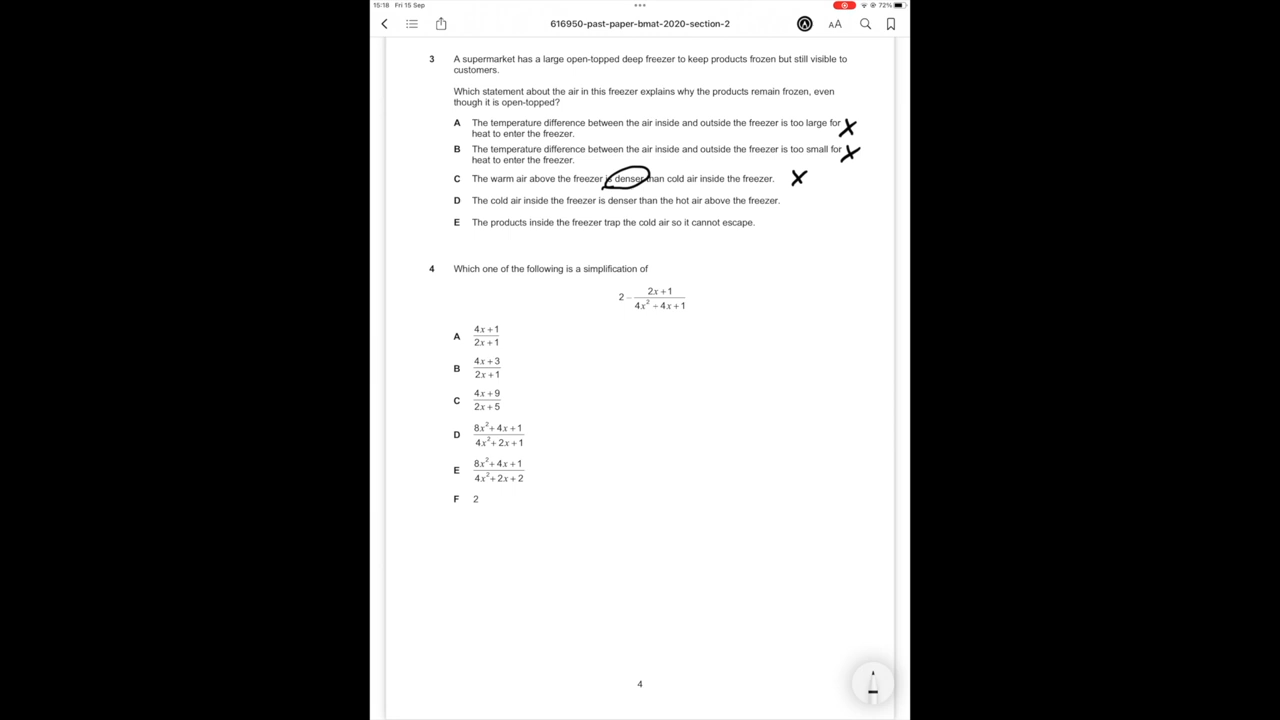 15:18 Fri 15 Sep 72%
616950-past-paper-bmat-2020-section-2 AA
3 A supermarket has a large open-topped deep freezer to keep products frozen but still visible to
customers.
Which statement about the air in this freezer explains why the products remain frozen, even
though it is open-topped?
A The temperature difference between the air inside and outside the freezer is too large for
heat to enter the freezer.
B The temperature difference between the air inside and outside the freezer is too small for
heat to enter the freezer.
C The warm air above the freezer is denser than cold air inside the freezer.
D The cold air inside the freezer is denser than the hot air above the freezer.
E The products inside the freezer trap the cold air so it cannot escape.
4 Which one of the following is a simplification of
2 − (2x + 1)/(4x² + 4x + 1)
A (4x + 1)/(2x + 1)
B (4x + 3)/(2x + 1)
C (4x + 9)/(2x + 5)
D (8x² + 4x + 1)/(4x² + 2x + 1)
E (8x² + 4x + 1)/(4x² + 2x + 2)
F 2
4